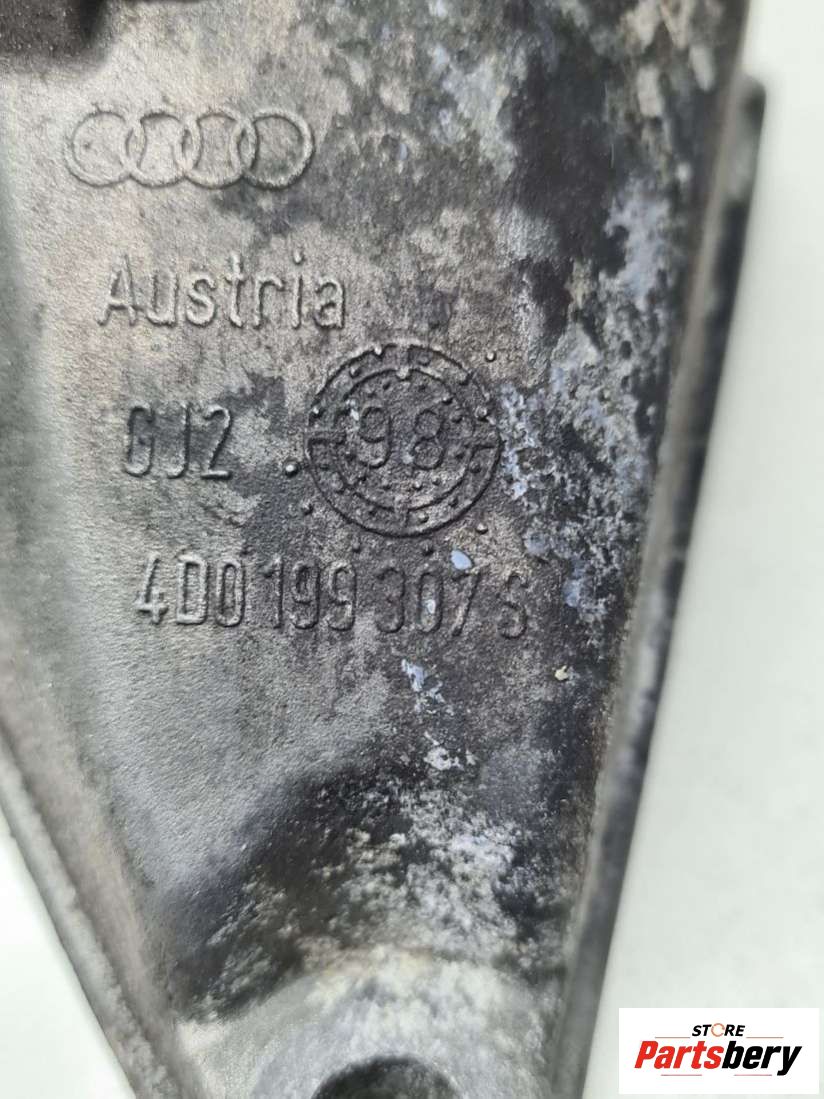 Austria
GJ2
98
4D0 199 307 S
STORE
Partsbery